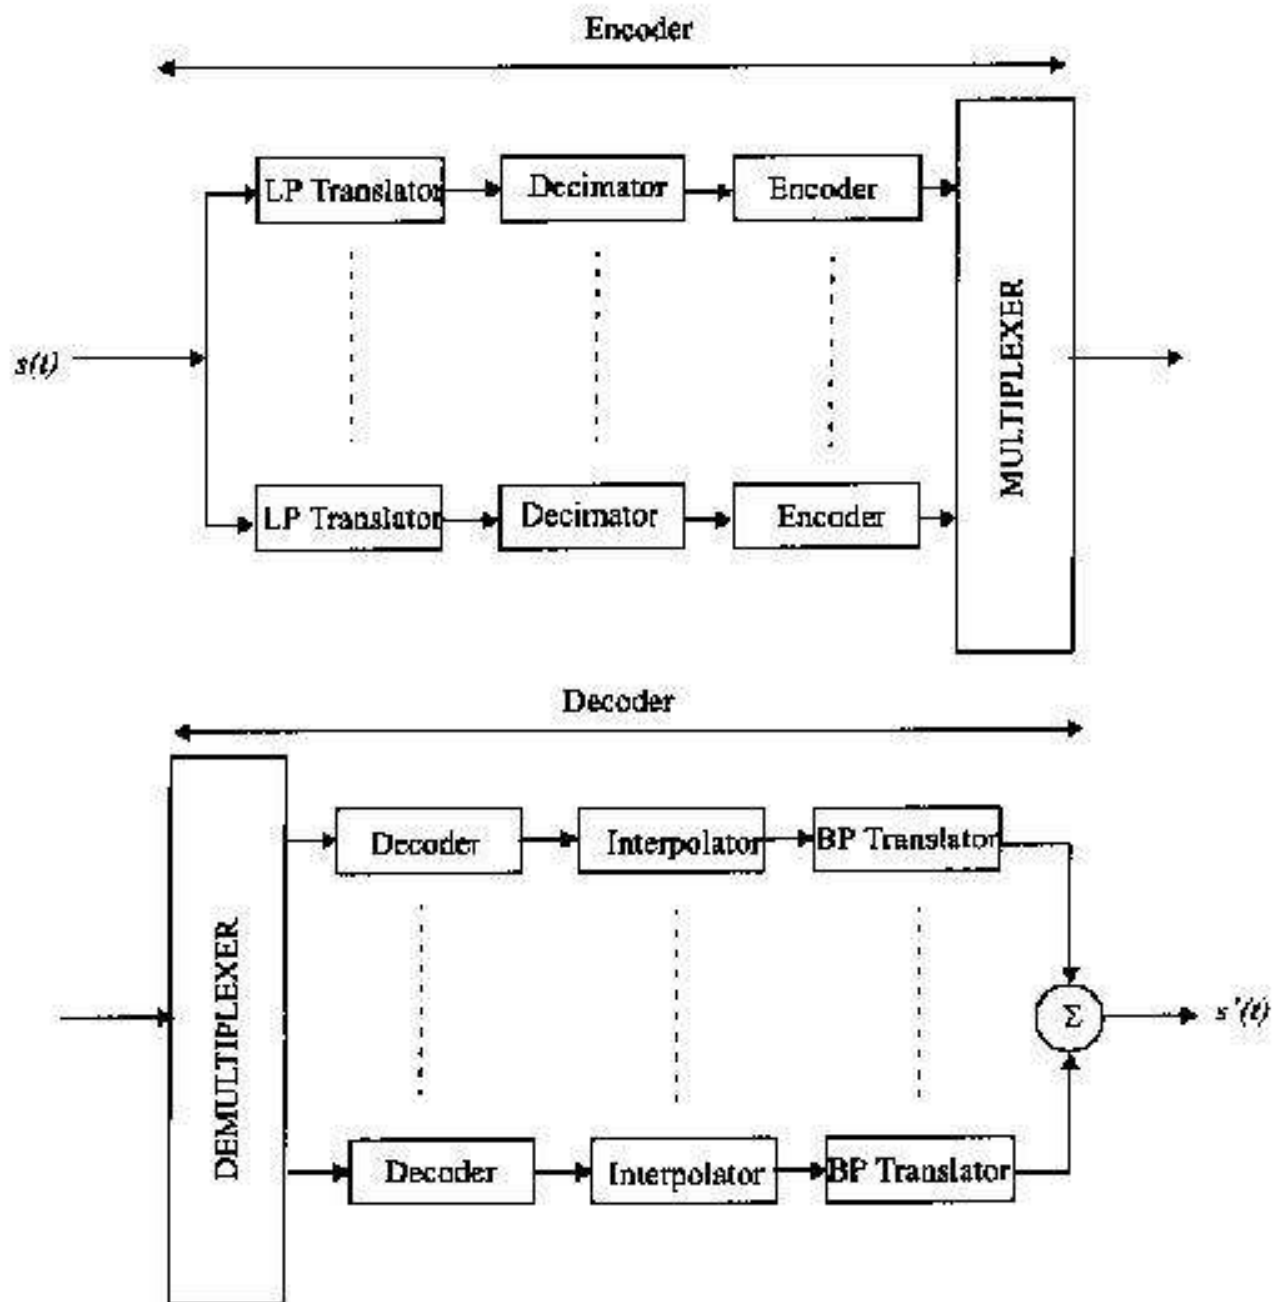 Encoder
LP Translator
Decimator
Encoder
s(t)
MULTIPLEXER
LP Translator
Decimator
Encoder
Decoder
Decoder
Interpolator
BP Translator
DEMULTIPLEXER
Σ
s'(t)
Decoder
Interpolator
BP Translator